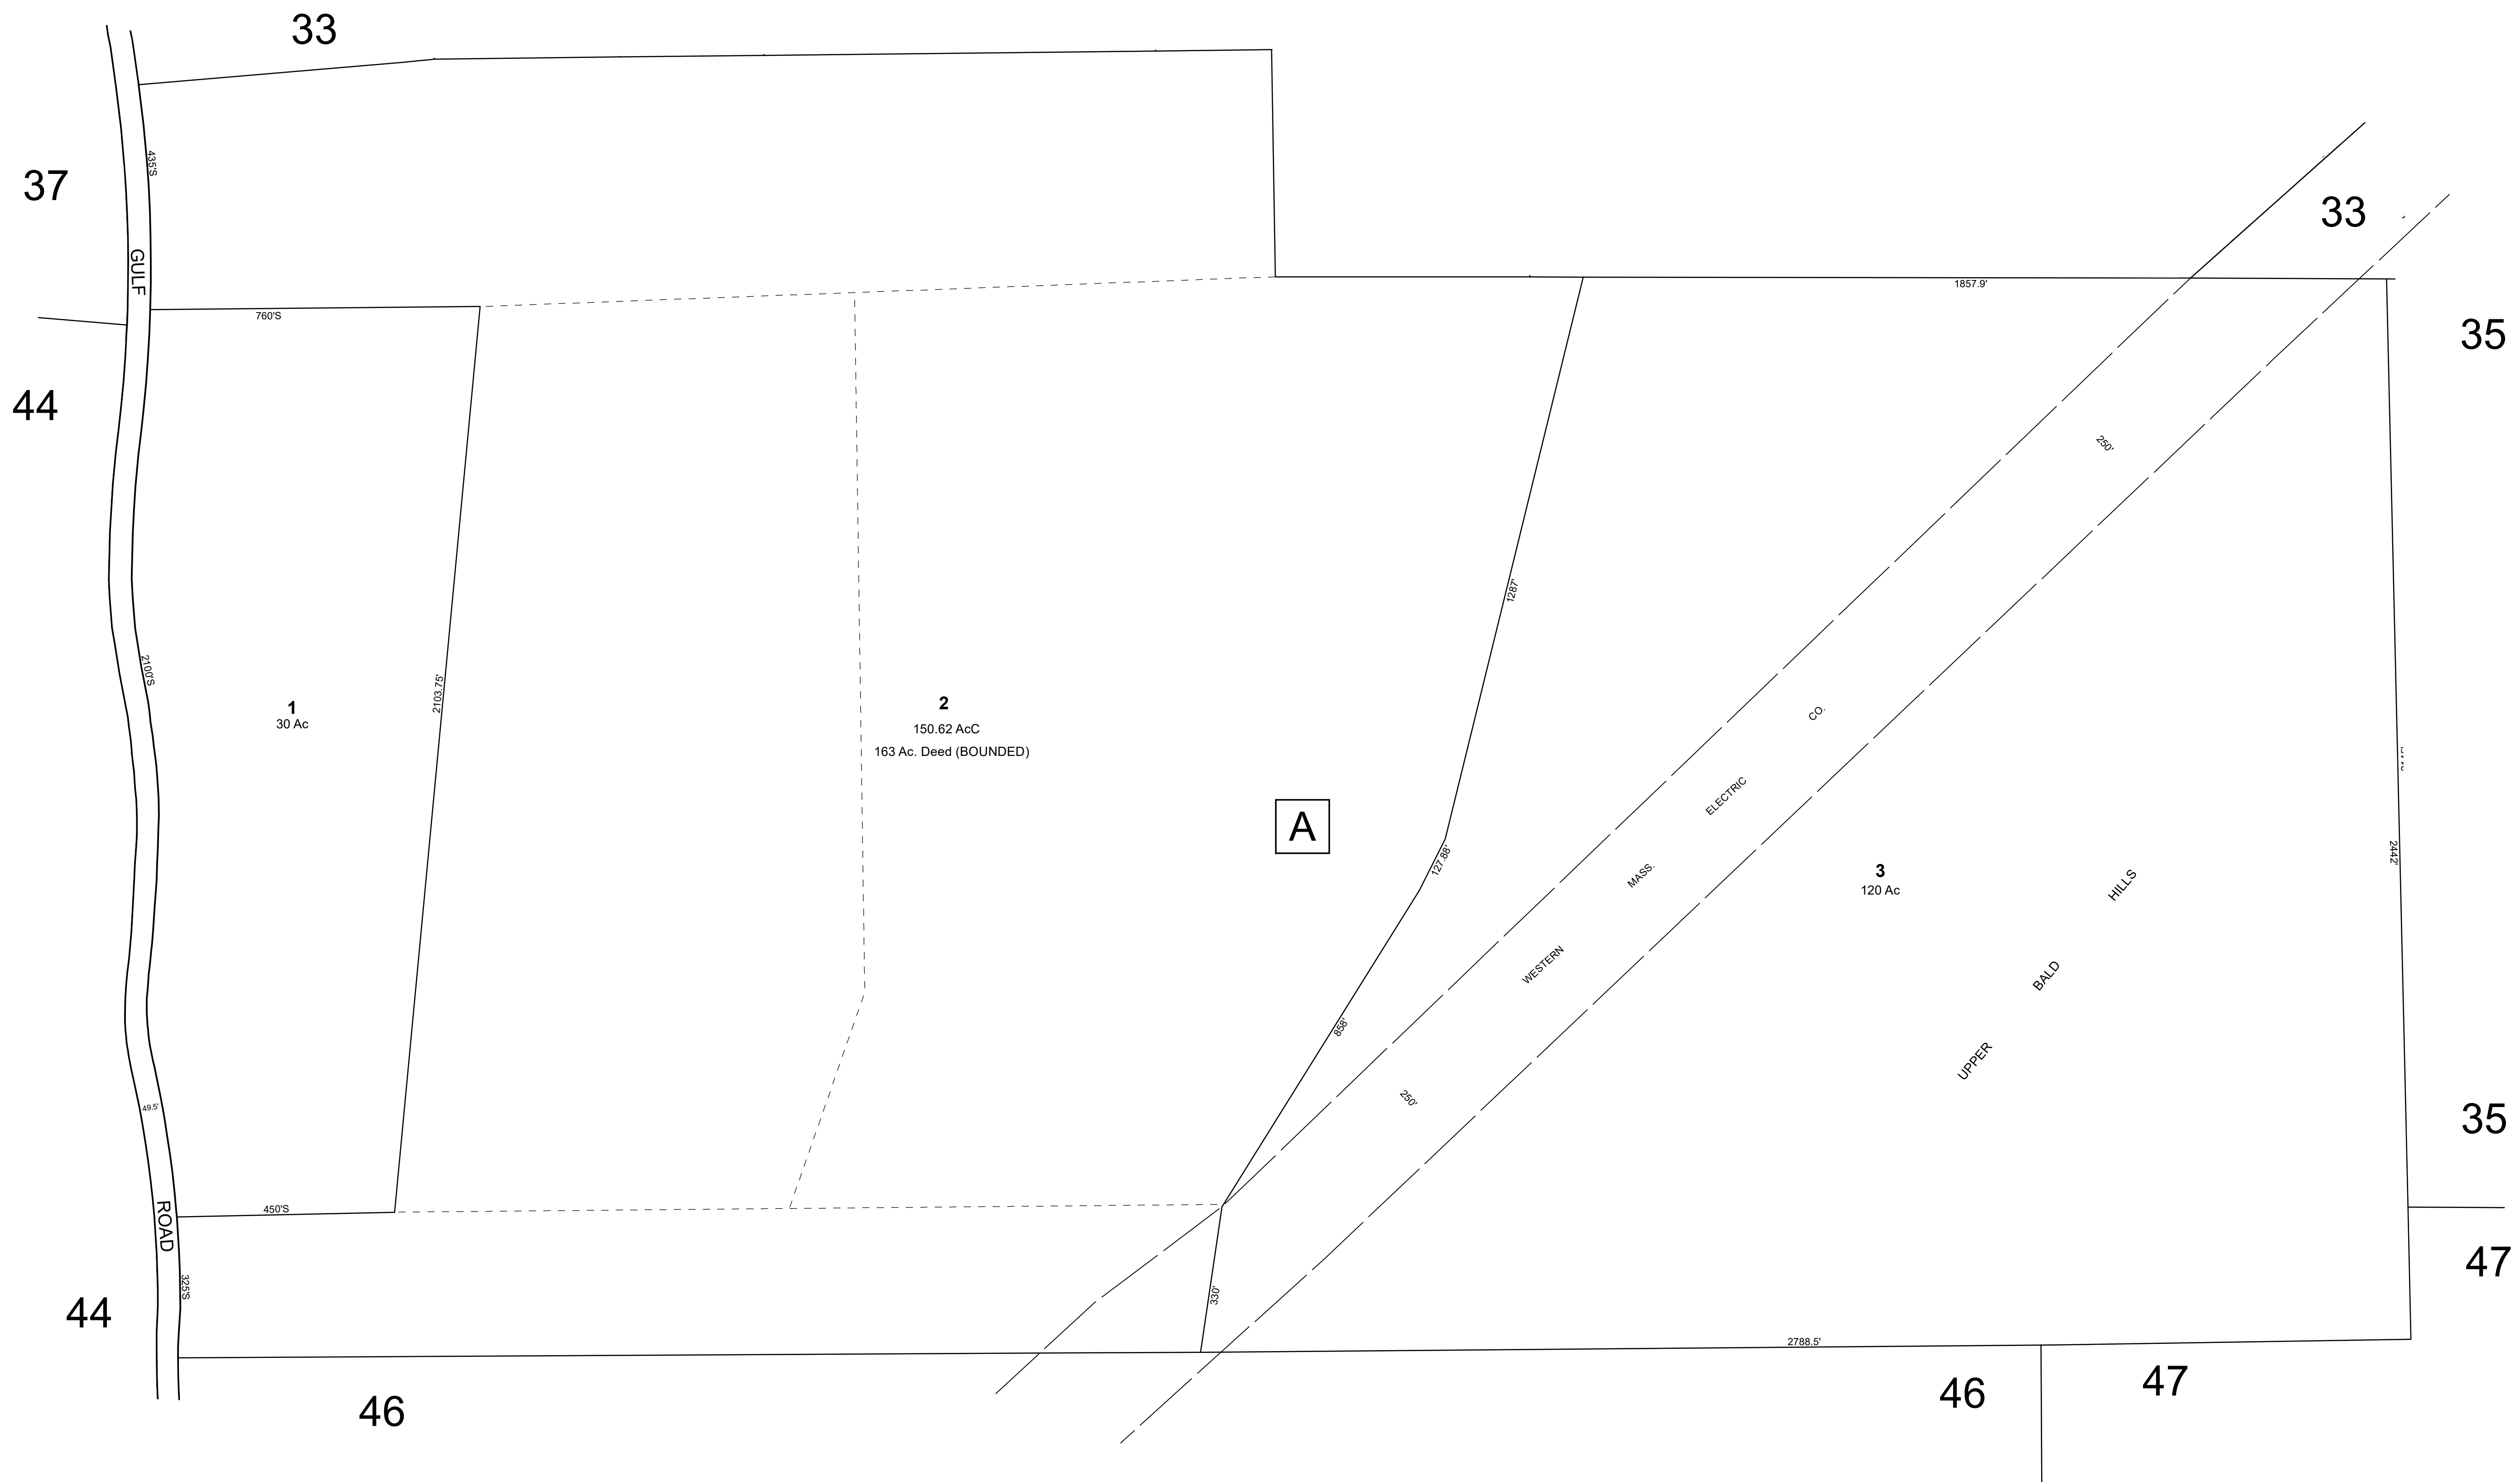 33
37
435'S
33
GULF
1857.9'
760'S
35
44
250'
1287'
2100'S
2103.75'
1
30 Ac
2
150.62 AcC
163 Ac. Deed (BOUNDED)
CO.
ELECTRIC
MASS.
WESTERN
A
127.88'
3
120 Ac
2442'
HILLS
BALD
UPPER
858'
250'
49.5'
35
450'S
ROAD
47
325'S
330'
44
2788.5'
46
46
47